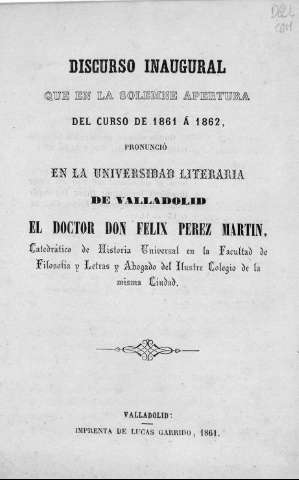 DISCURSO INAUGURAL
QUE EN LA SOLEMNE APERTURA
DEL CURSO DE 1861 Á 1862,
PRONUNCIÓ
EN LA UNIVERSIDAD LITERARIA
DE VALLADOLID
EL DOCTOR DON FELIX PEREZ MARTIN,
Catedrático de Historia Universal en la Facultad de
Filosofia y Letras y Abogado del Ilustre Colegio de la
misma Ciudad.
VALLADOLID:
IMPRENTA DE LUCAS GARRIDO, 1861.